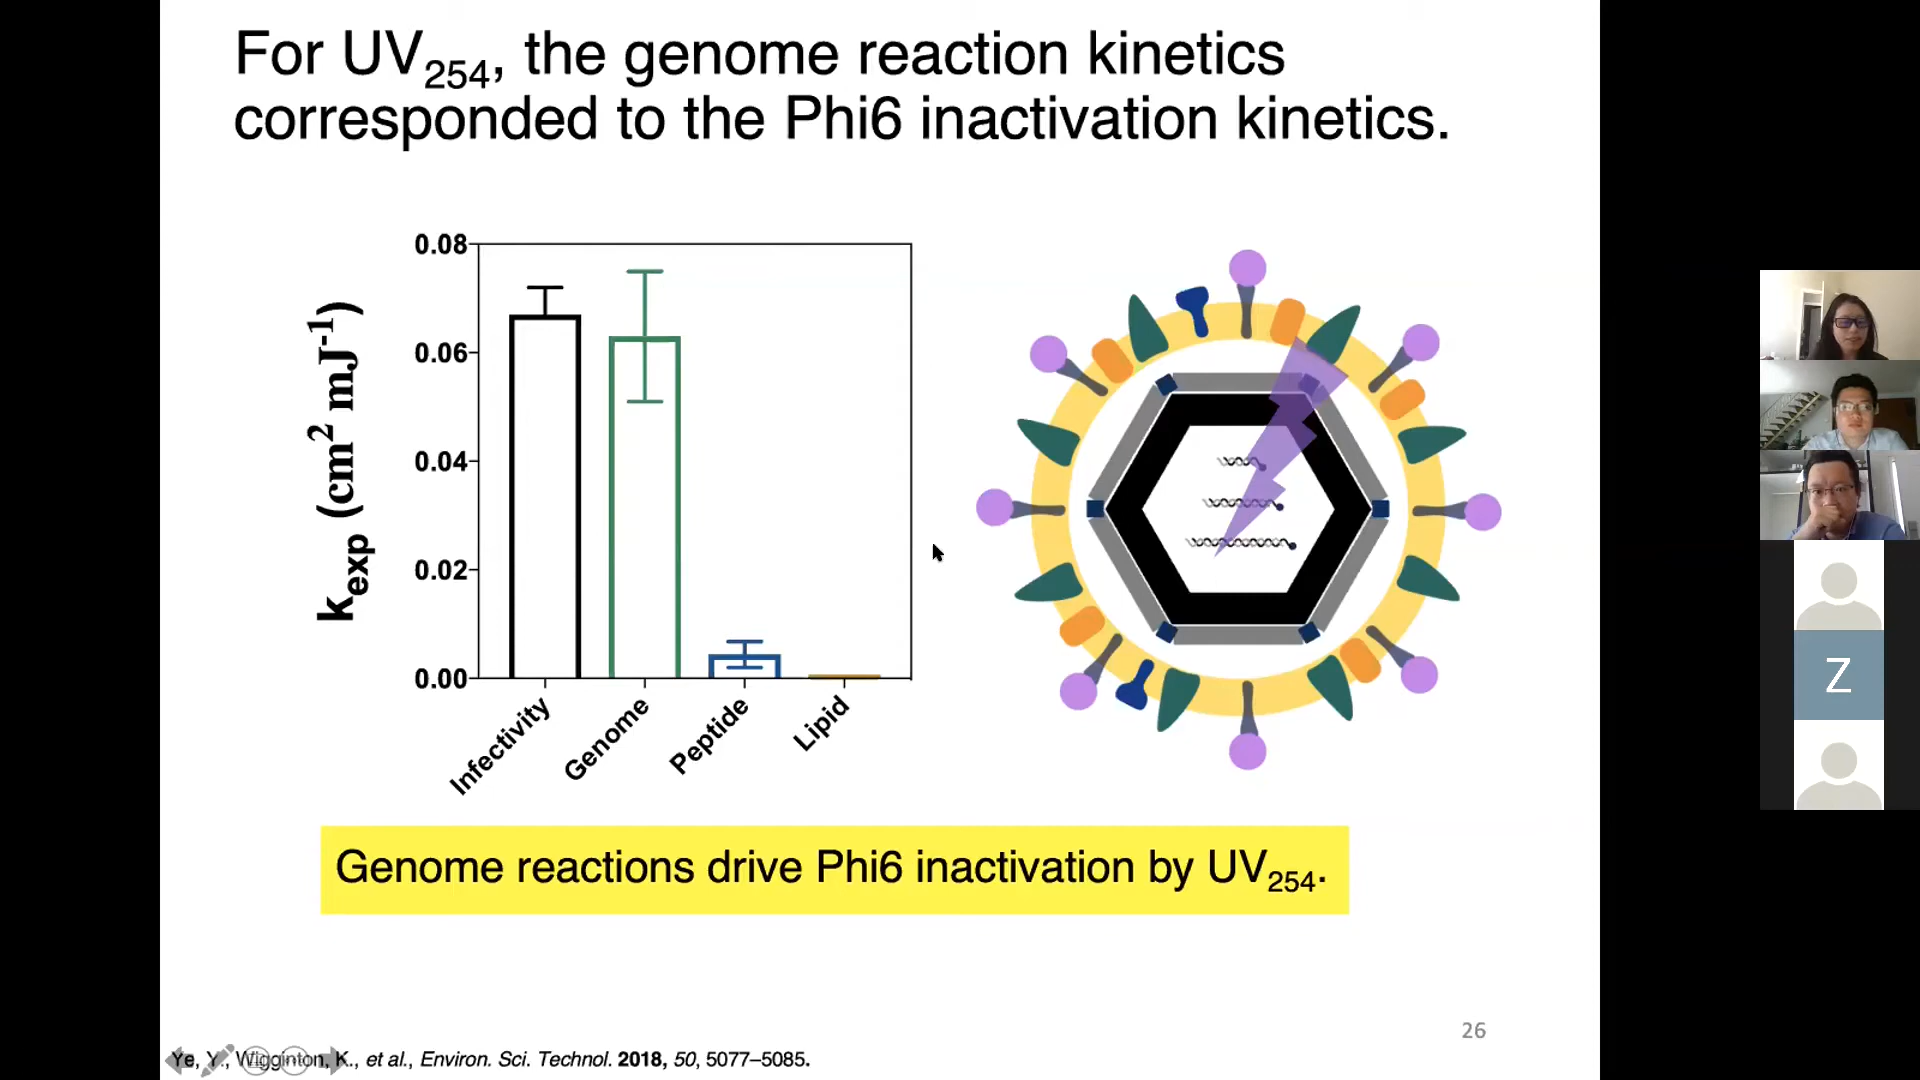 For UV254, the genome reaction kinetics
corresponded to the Phi6 inactivation kinetics.
kexp (cm2 mJ-1)
0.08
0.06
0.04
0.02
0.00
Infectivity
Genome
Peptide
Lipid
Genome reactions drive Phi6 inactivation by UV254.
Z
26
Ye, Y., Wigginton, K., et al., Environ. Sci. Technol. 2018, 50, 5077–5085.